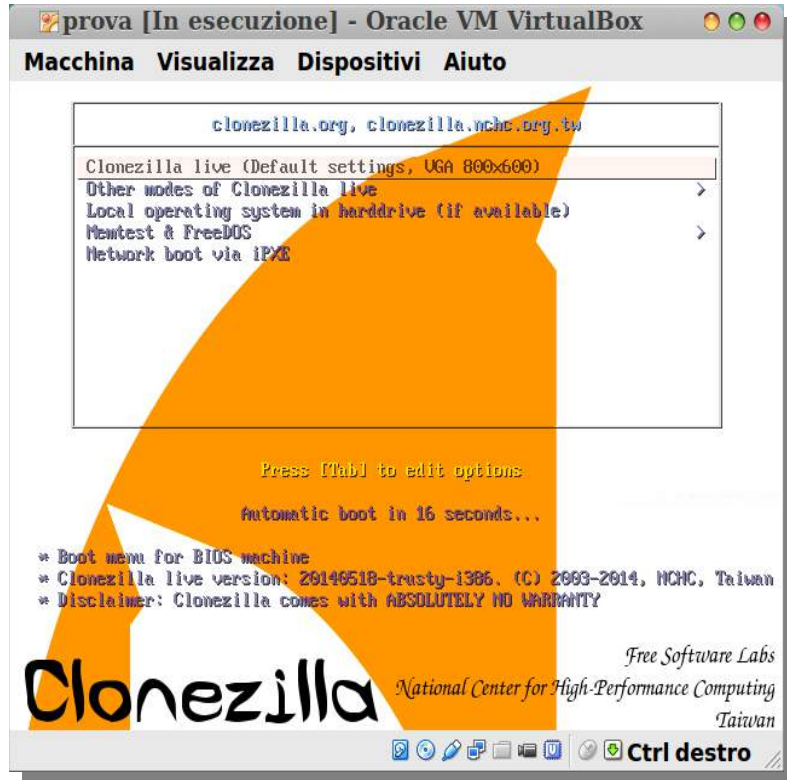 prova [In esecuzione] - Oracle VM VirtualBox
Macchina Visualizza Dispositivi Aiuto
clonezilla.org, clonezilla.nchc.org.tw
Clonezilla live (Default settings, VGA 800x600)
Other modes of Clonezilla live >
Local operating system in harddrive (if available)
Memtest & FreeDOS >
Network boot via iPXE
Press [Tab] to edit options
Automatic boot in 16 seconds...
* Boot menu for BIOS machine
* Clonezilla live version: 20140518-trusty-i386. (C) 2003-2014, NCHC, Taiwan
* Disclaimer: Clonezilla comes with ABSOLUTELY NO WARRANTY
Free Software Labs
Clonezilla National Center for High-Performance Computing
Taiwan
Ctrl destro